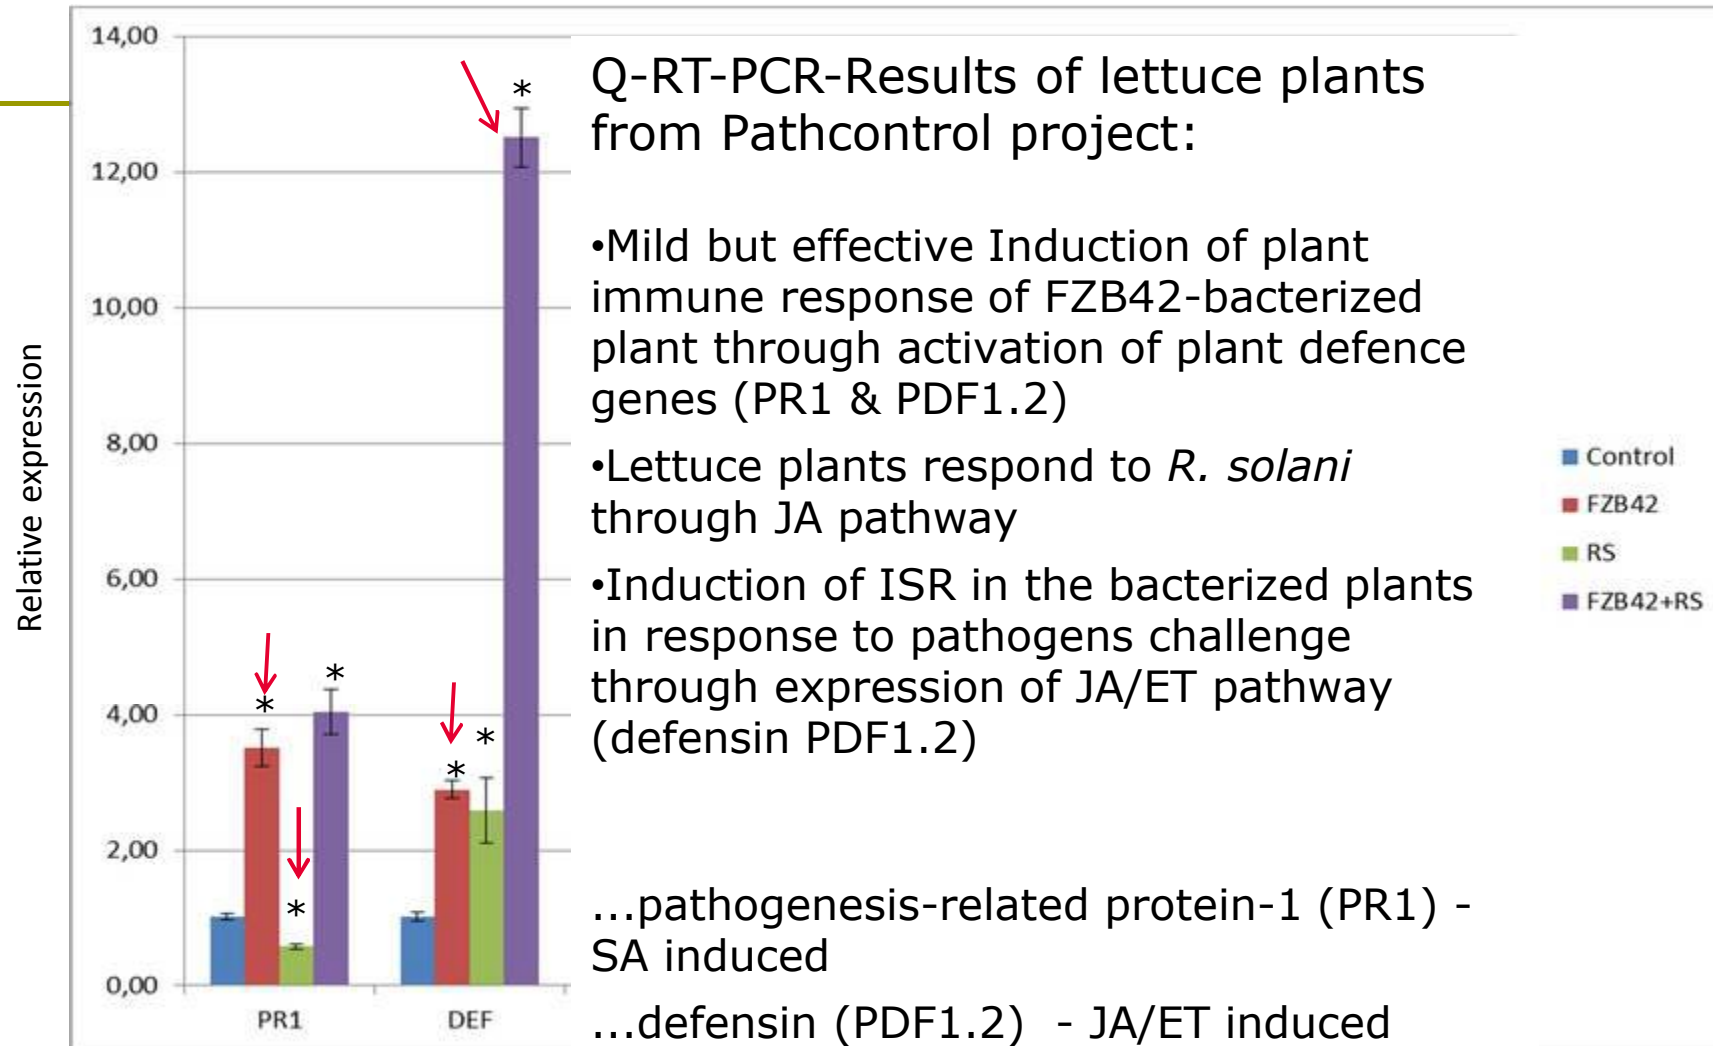 14,00
12,00
10,00
8,00
6,00
4,00
2,00
0,00
Relative expression
*
*
*
*
*
*
PR1
DEF
Q-RT-PCR-Results of lettuce plants
from Pathcontrol project:
•Mild but effective Induction of plant
immune response of FZB42-bacterized
plant through activation of plant defence
genes (PR1 & PDF1.2)
•Lettuce plants respond to R. solani
through JA pathway
•Induction of ISR in the bacterized plants
in response to pathogens challenge
through expression of JA/ET pathway
(defensin PDF1.2)
...pathogenesis-related protein-1 (PR1) -
SA induced
...defensin (PDF1.2) - JA/ET induced
Control
FZB42
RS
FZB42+RS